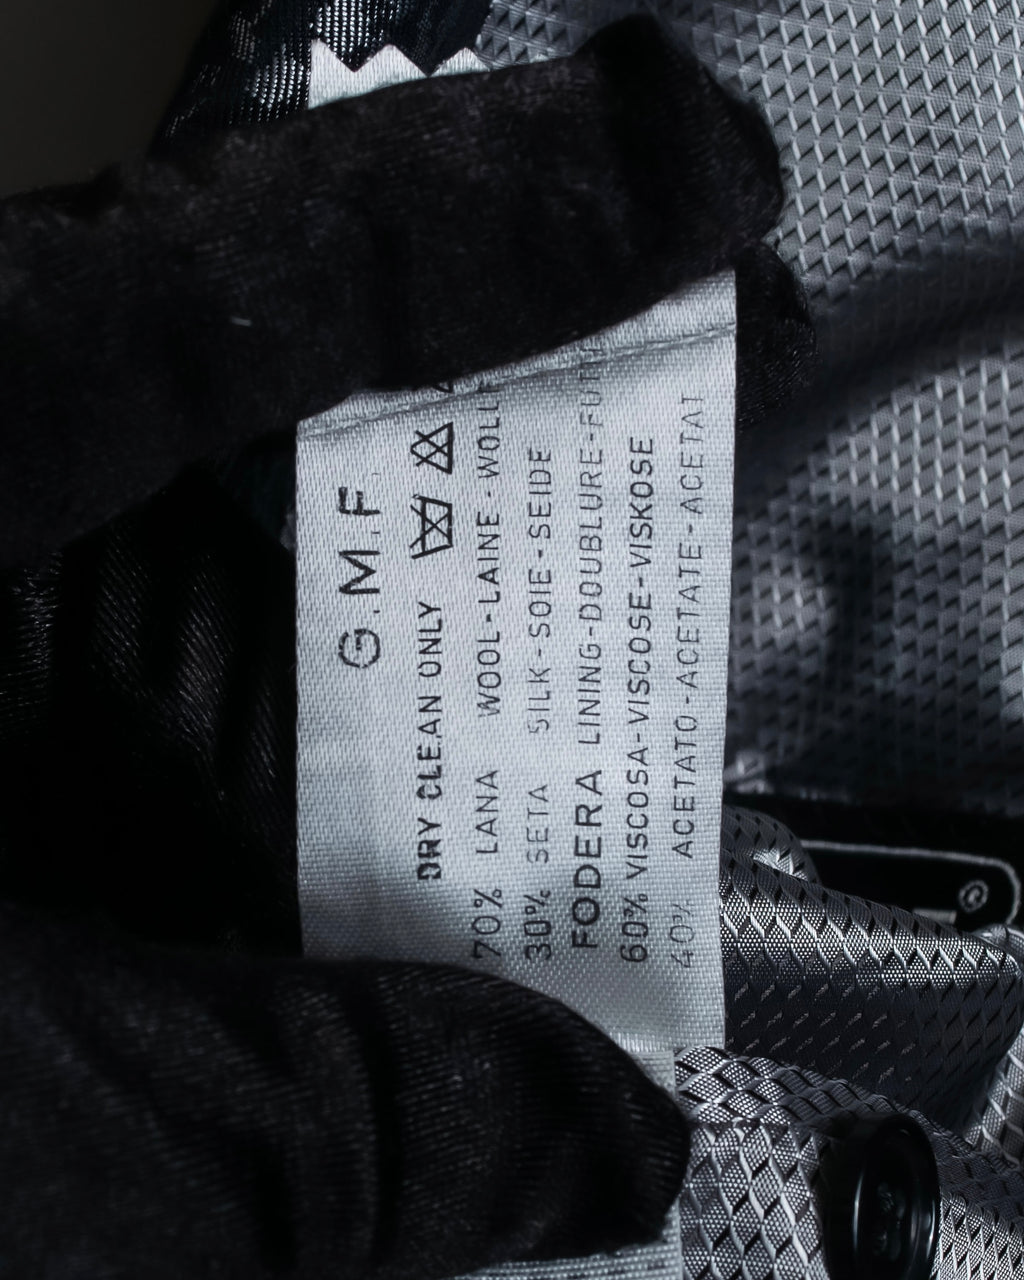 G.M.F
DRY CLEAN ONLY
70% LANA WOOL-LAINE-WOLLE
30% SETA SILK-SOIE-SEIDE
FODERA LINING-DOUBLURE-
60% VISCOSA-VISCOSE-VISKOSE
40% ACETATO-ACETATE-ACETAT
®